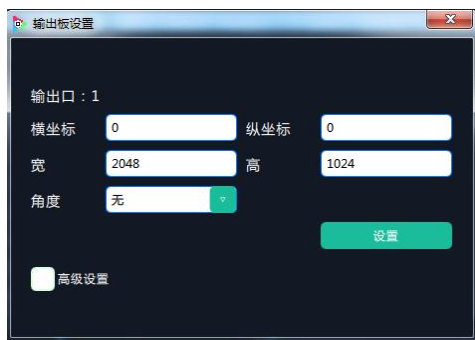 输出板设置
输出口：1
横坐标 0 纵坐标 0
宽 2048 高 1024
角度 无
设置
高级设置